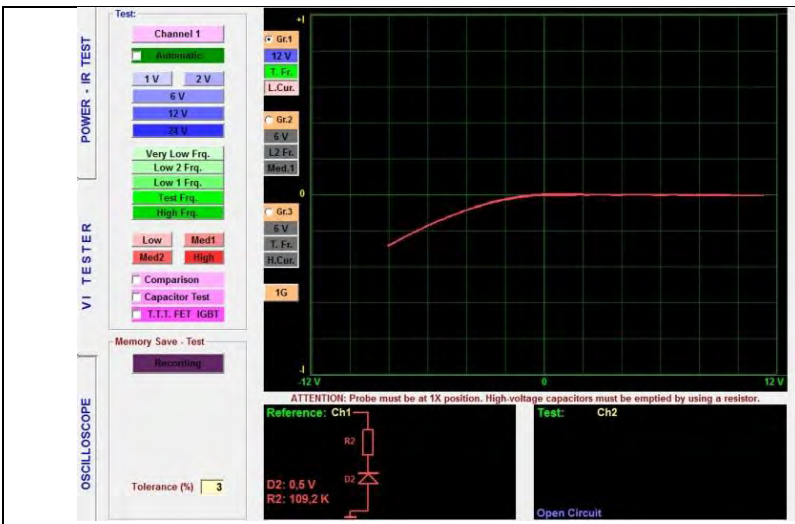 POWER - IR TEST
VI TESTER
OSCILLOSCOPE
Test:
Channel 1
Automatic
1 V
2 V
6 V
12 V
24 V
Very Low Frq.
Low 2 Frq.
Low 1 Frq.
Test Frq.
High Frq.
Low
Med1
Med2
High
Comparison
Capacitor Test
T.T.T. FET IGBT
Memory Save - Test
Recording
Tolerance (%) 3
Gr.1
12 V
T. Fr.
L.Cur.
Gr.2
6 V
L2 Fr.
Med.1
Gr.3
6 V
T. Fr.
H.Cur.
1G
+I
0
-I
-12 V
0
12 V
ATTENTION: Probe must be at 1X position. High-voltage capacitors must be emptied by using a resistor.
Reference: Ch1
R2
D2
D2: 0,5 V
R2: 109,2 K
Test: Ch2
Open Circuit